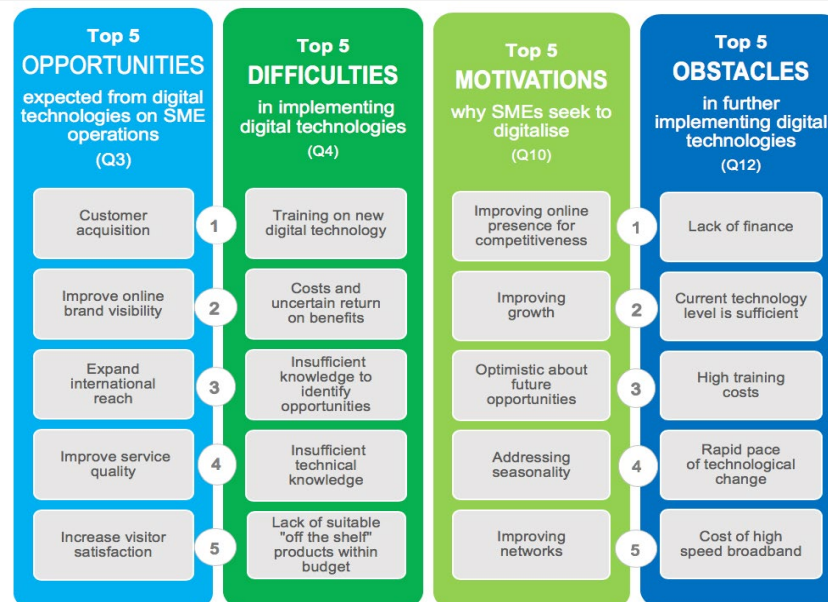 Top 5
OPPORTUNITIES
expected from digital
technologies on SME
operations
(Q3)
Customer
acquisition
Improve online
brand visibility
Expand
international
reach
Improve service
quality
Increase visitor
satisfaction
1
2
3
4
5
Top 5
DIFFICULTIES
in implementing
digital technologies
(Q4)
Training on new
digital technology
Costs and
uncertain return
on benefits
Insufficient
knowledge to
identify
opportunities
Insufficient
technical
knowledge
Lack of suitable
"off the shelf"
products within
budget
Top 5
MOTIVATIONS
why SMEs seek to
digitalise
(Q10)
Improving online
presence for
competitiveness
Improving
growth
Optimistic about
future
opportunities
Addressing
seasonality
Improving
networks
1
2
3
4
5
Top 5
OBSTACLES
in further
implementing digital
technologies
(Q12)
Lack of finance
Current technology
level is sufficient
High training
costs
Rapid pace
of technological
change
Cost of high
speed broadband